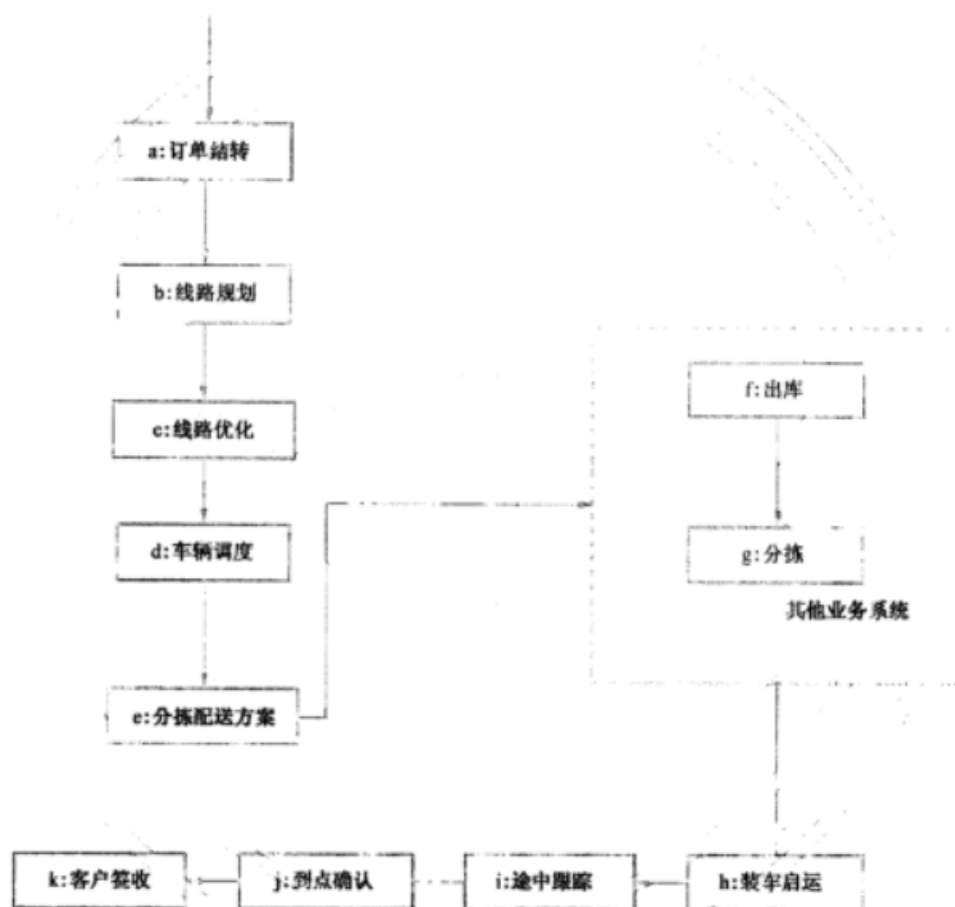 a:订单结转
b:线路规划
c:线路优化
d:车辆调度
e:分拣配送方案
f:出库
g:分拣
其他业务系统
h:装车启运
i:途中跟踪
j:到点确认
k:客户签收